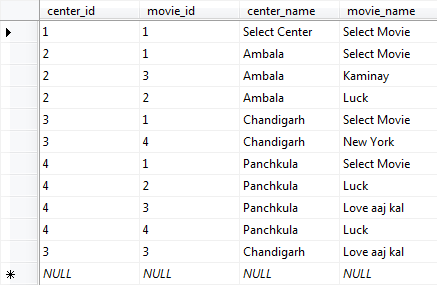 center_id movie_id center_name movie_name
1 1 Select Center Select Movie
2 1 Ambala Select Movie
2 3 Ambala Kaminay
2 2 Ambala Luck
3 1 Chandigarh Select Movie
3 4 Chandigarh New York
4 1 Panchkula Select Movie
4 2 Panchkula Luck
4 3 Panchkula Love aaj kal
4 4 Panchkula Luck
3 3 Chandigarh Love aaj kal
NULL NULL NULL NULL